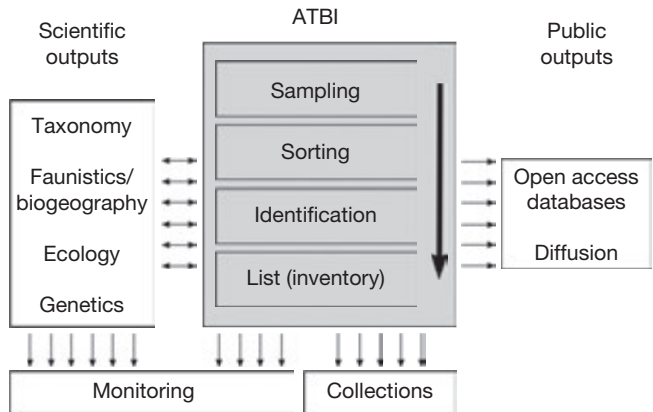 Scientific
outputs
ATBI
Public
outputs
Taxonomy
Faunistics/
biogeography
Ecology
Genetics
Sampling
Sorting
Identification
List (inventory)
Open access
databases
Diffusion
Monitoring
Collections